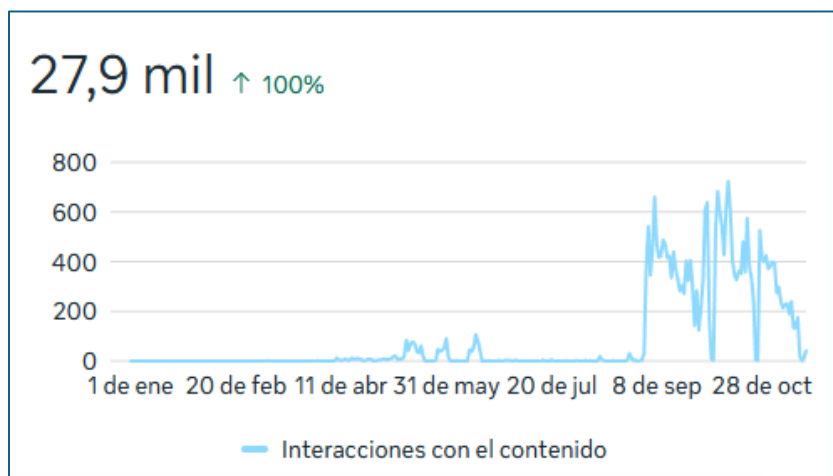 27,9 mil ↑ 100%
800
600
400
200
0
1 de ene 20 de feb 11 de abr 31 de may 20 de jul 8 de sep 28 de oct
Interacciones con el contenido